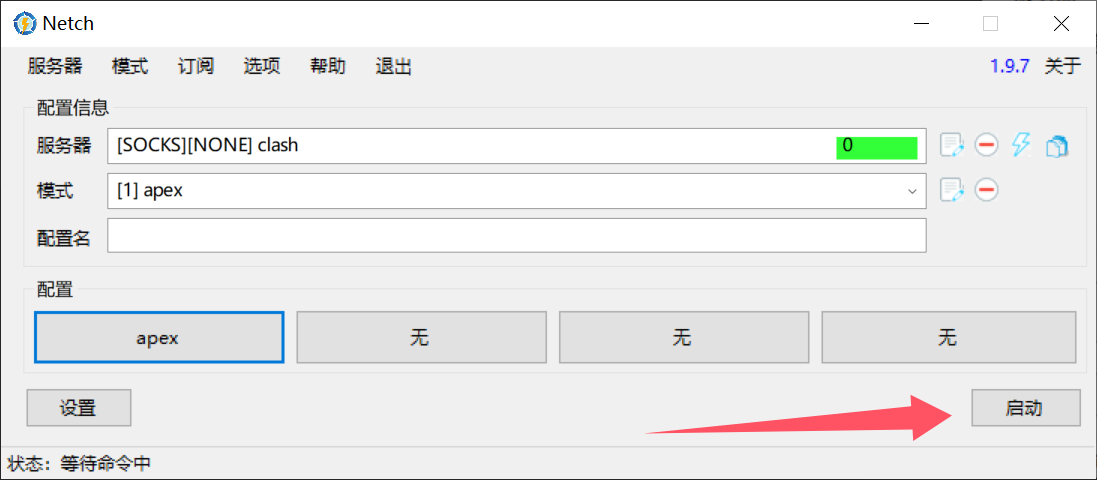 Netch
服务器 模式 订阅 选项 帮助 退出 1.9.7 关于
配置信息
服务器 [SOCKS][NONE] clash 0
模式 [1] apex
配置名
配置
apex 无 无 无
设置 启动
状态：等待命令中